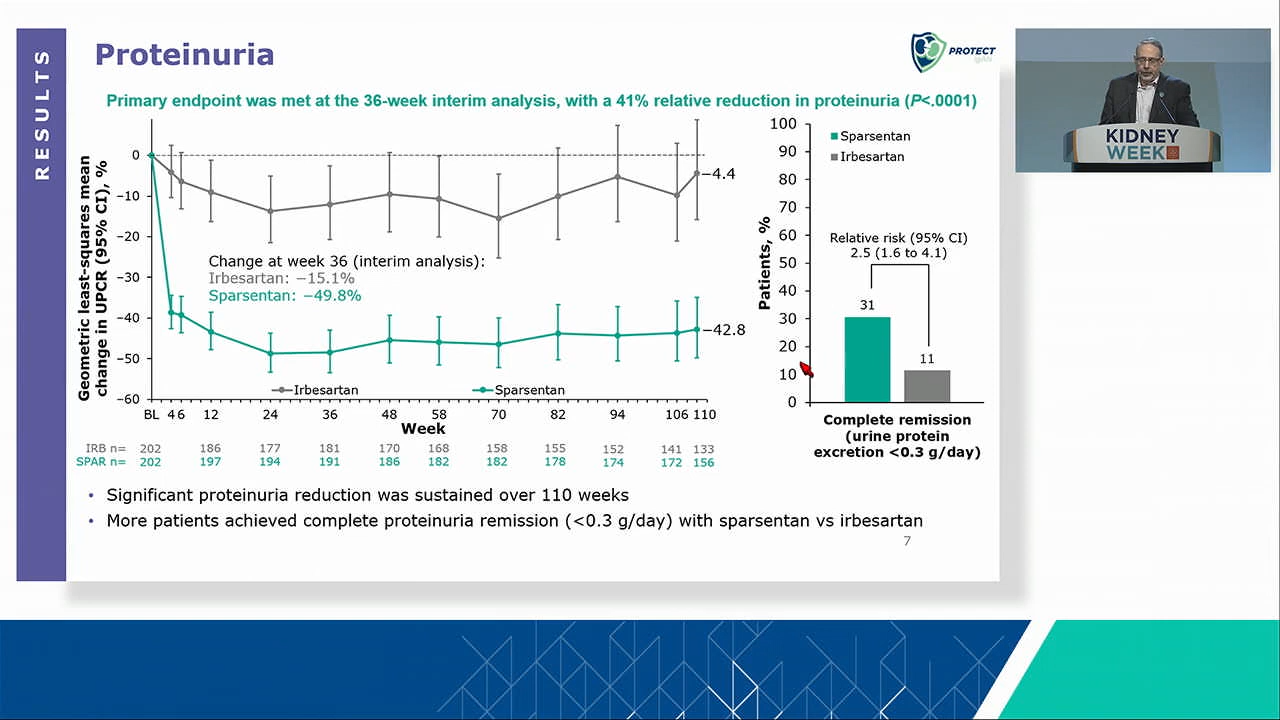 RESULTS
Proteinuria
PROTECT
IgAN
Primary endpoint was met at the 36-week interim analysis, with a 41% relative reduction in proteinuria (P<.0001)
Geometric least-squares mean
change in UPCR (95% CI), %
0
−10
−20
−30
−40
−50
−60
−4.4
−42.8
Change at week 36 (interim analysis):
Irbesartan: −15.1%
Sparsentan: −49.8%
Irbesartan
Sparsentan
BL 4 6 12 24 36 48 58 70 82 94 106 110
Week
IRB n= 202 186 177 181 170 168 158 155 152 141 133
SPAR n= 202 197 194 191 186 182 182 178 174 172 156
Patients, %
100
90
80
70
60
50
40
30
20
10
0
Sparsentan
Irbesartan
Relative risk (95% CI)
2.5 (1.6 to 4.1)
31
11
Complete remission
(urine protein
excretion <0.3 g/day)
• Significant proteinuria reduction was sustained over 110 weeks
• More patients achieved complete proteinuria remission (<0.3 g/day) with sparsentan vs irbesartan
7
KIDNEY
WEEK